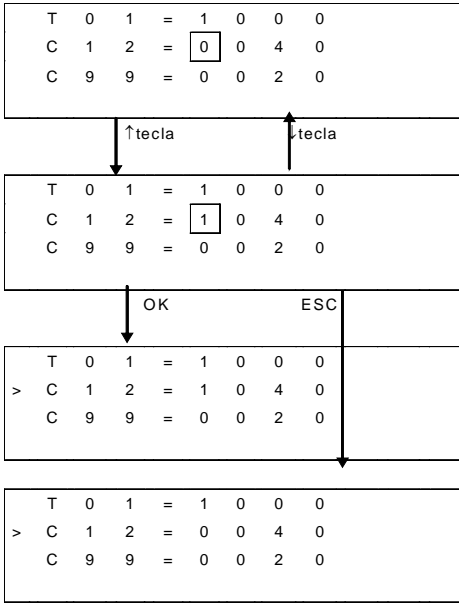 T 0 1 = 1 0 0 0
C 1 2 = 0 0 4 0
C 9 9 = 0 0 2 0
↑tecla ↓tecla
T 0 1 = 1 0 0 0
C 1 2 = 1 0 4 0
C 9 9 = 0 0 2 0
OK ESC
T 0 1 = 1 0 0 0
> C 1 2 = 1 0 4 0
C 9 9 = 0 0 2 0
T 0 1 = 1 0 0 0
> C 1 2 = 0 0 4 0
C 9 9 = 0 0 2 0